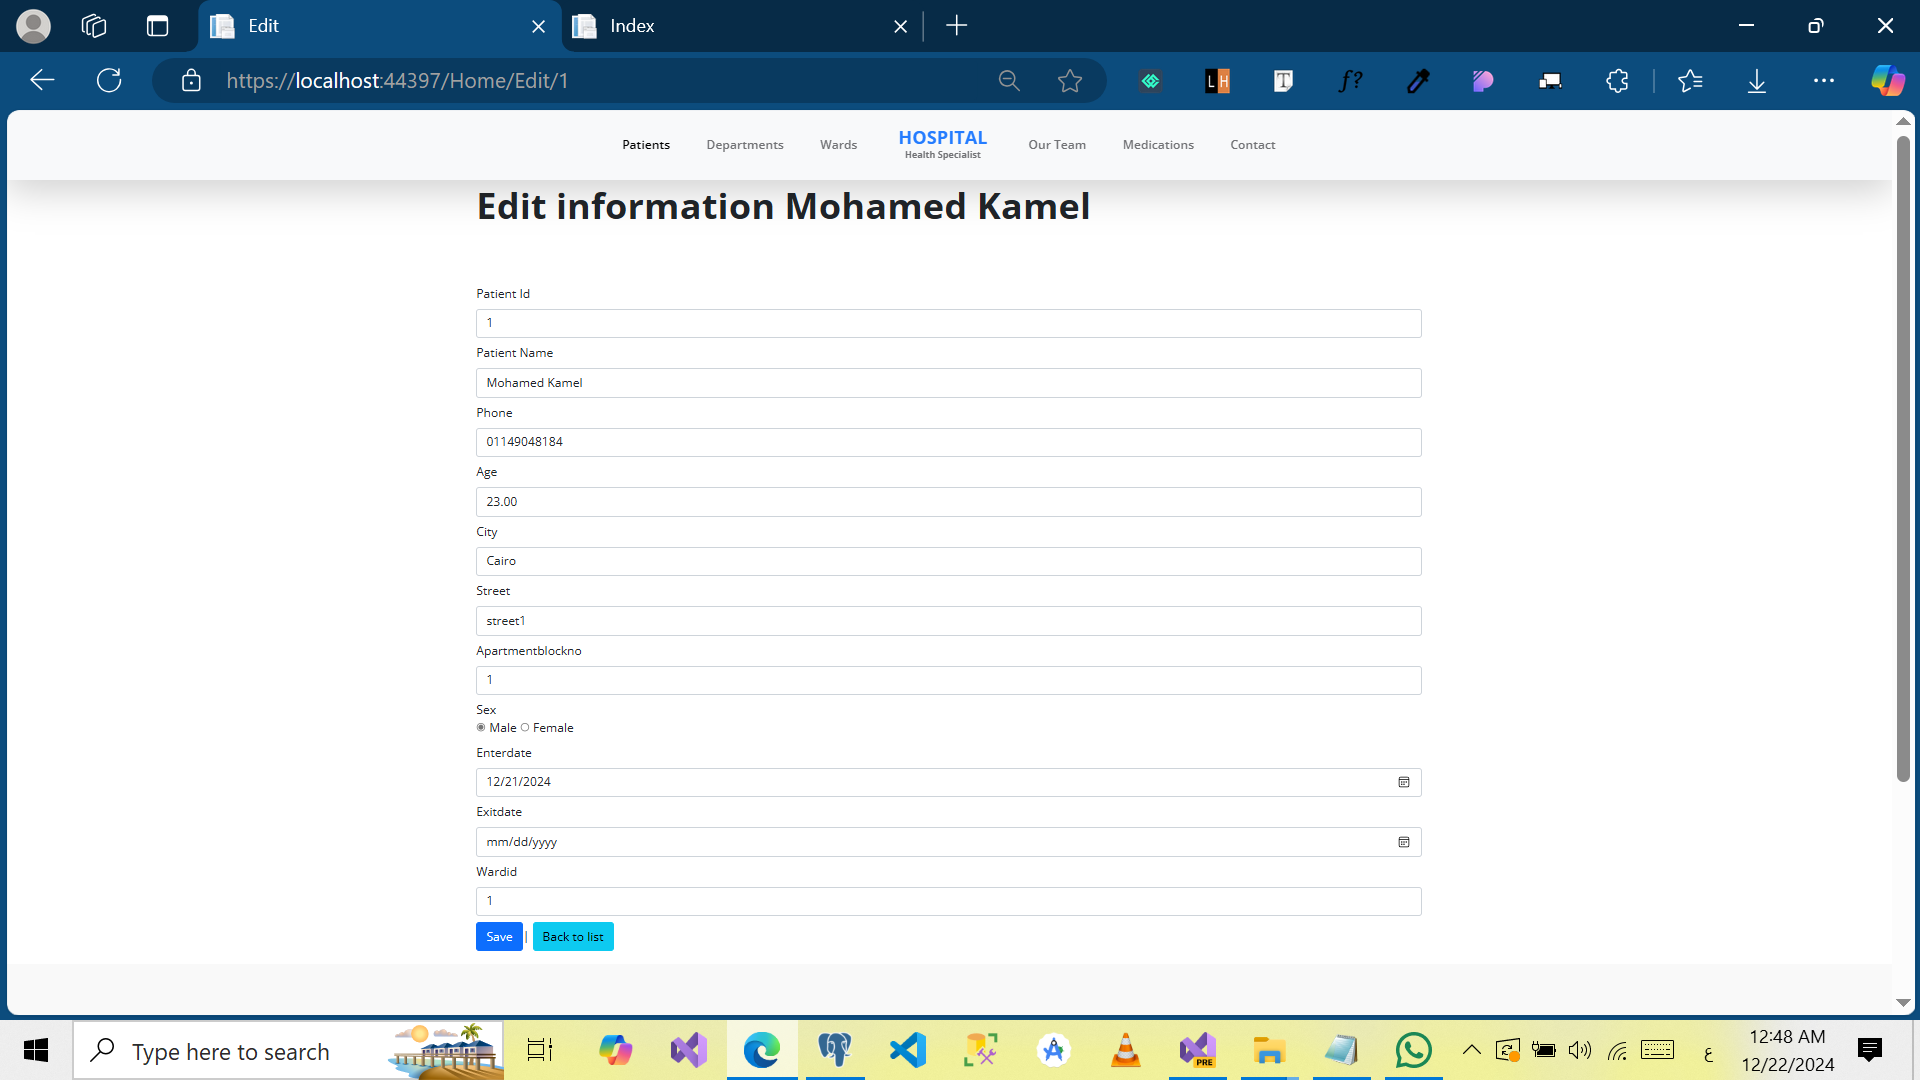 Edit
Index
https://localhost:44397/Home/Edit/1
L H
T
f?
Patients
Departments
Wards
HOSPITAL
Health Specialist
Our Team
Medications
Contact
Edit information Mohamed Kamel
Patient Id
1
Patient Name
Mohamed Kamel
Phone
01149048184
Age
23.00
City
Cairo
Street
street1
Apartmentblockno
1
Sex
Male Female
Enterdate
12/21/2024
Exitdate
mm/dd/yyyy
Wardid
1
Save | Back to list
Type here to search
PRE
ع
12:48 AM
12/22/2024